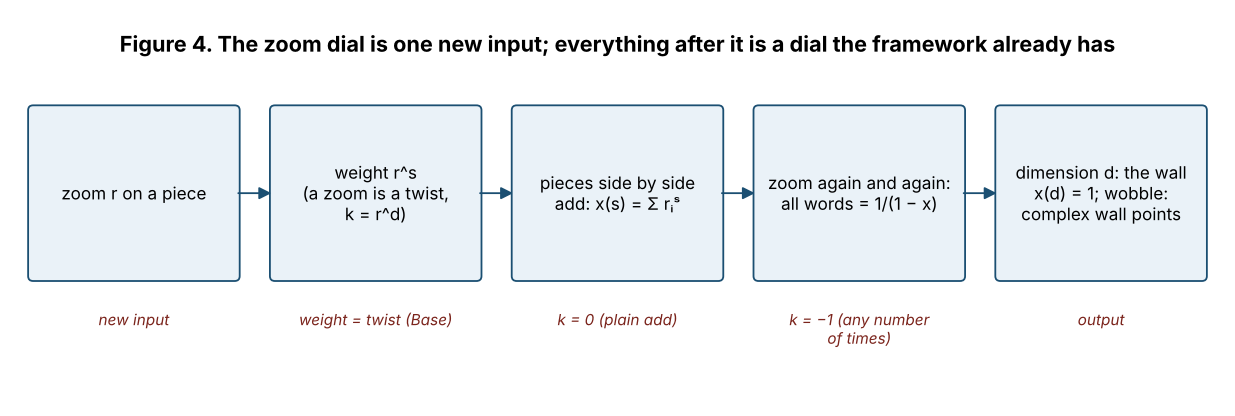 Figure 4. The zoom dial is one new input; everything after it is a dial the framework already has
zoom r on a piece
weight r^s
(a zoom is a twist,
k = r^d)
pieces side by side
add: x(s) = Σ rᵢˢ
zoom again and again:
all words = 1/(1 − x)
dimension d: the wall
x(d) = 1; wobble:
complex wall points
new input
weight = twist (Base)
k = 0 (plain add)
k = −1 (any number
of times)
output